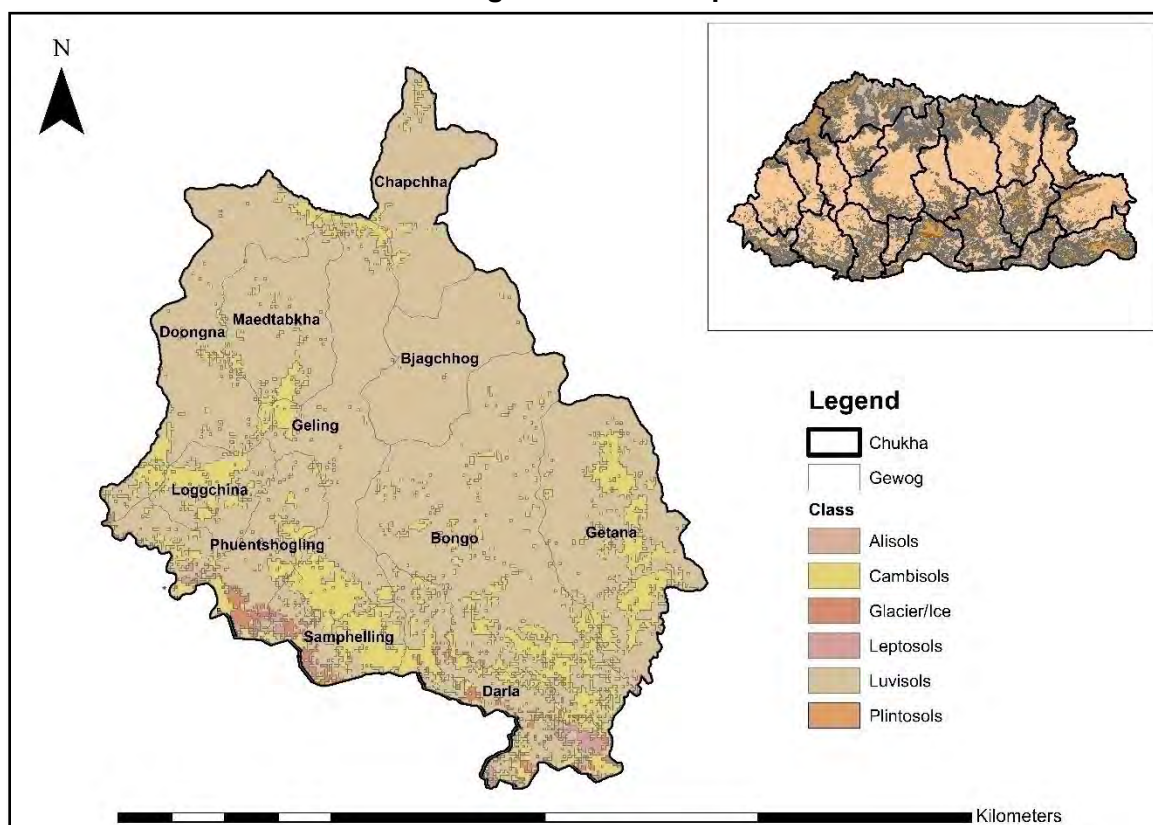 N
Chapchha
Maedtabkha
Doongna
Bjagchhog
Geling
Loggchina
Phuentshogling
Bongo
Getana
Samphelling
Darla
Legend
Chukha
Gewog
Class
Alisols
Cambisols
Glacier/Ice
Leptosols
Luvisols
Plintosols
Kilometers